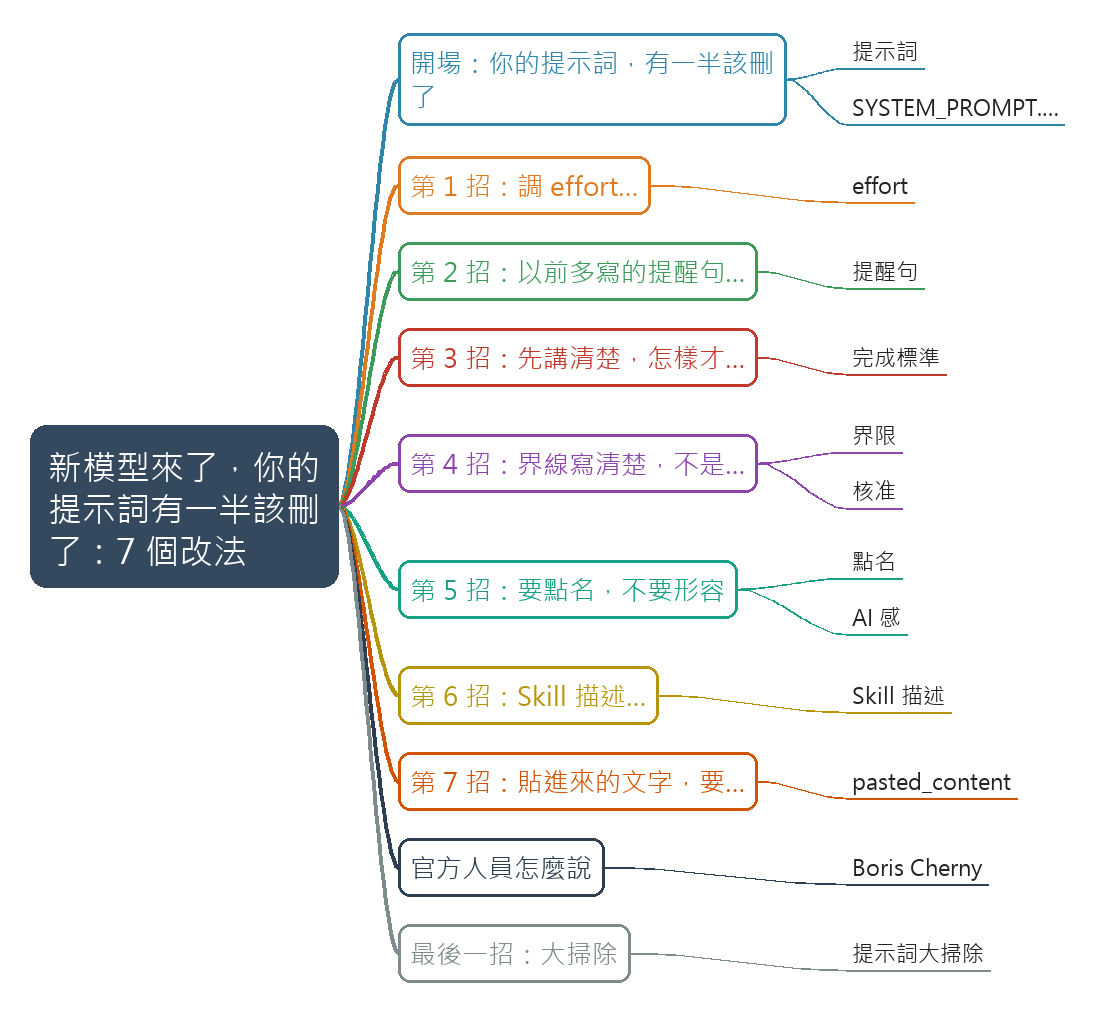 新模型來了，你的
提示詞有一半該刪
了：7 個改法
開場：你的提示詞，有一半該刪
了
提示詞
SYSTEM_PROMPT....
第 1 招：調 effort...
effort
第 2 招：以前多寫的提醒句...
提醒句
第 3 招：先講清楚，怎樣才...
完成標準
第 4 招：界線寫清楚，不是...
界限
核准
第 5 招：要點名，不要形容
點名
AI 感
第 6 招：Skill 描述...
Skill 描述
第 7 招：貼進來的文字，要...
pasted_content
官方人員怎麼說
Boris Cherny
最後一招：大掃除
提示詞大掃除